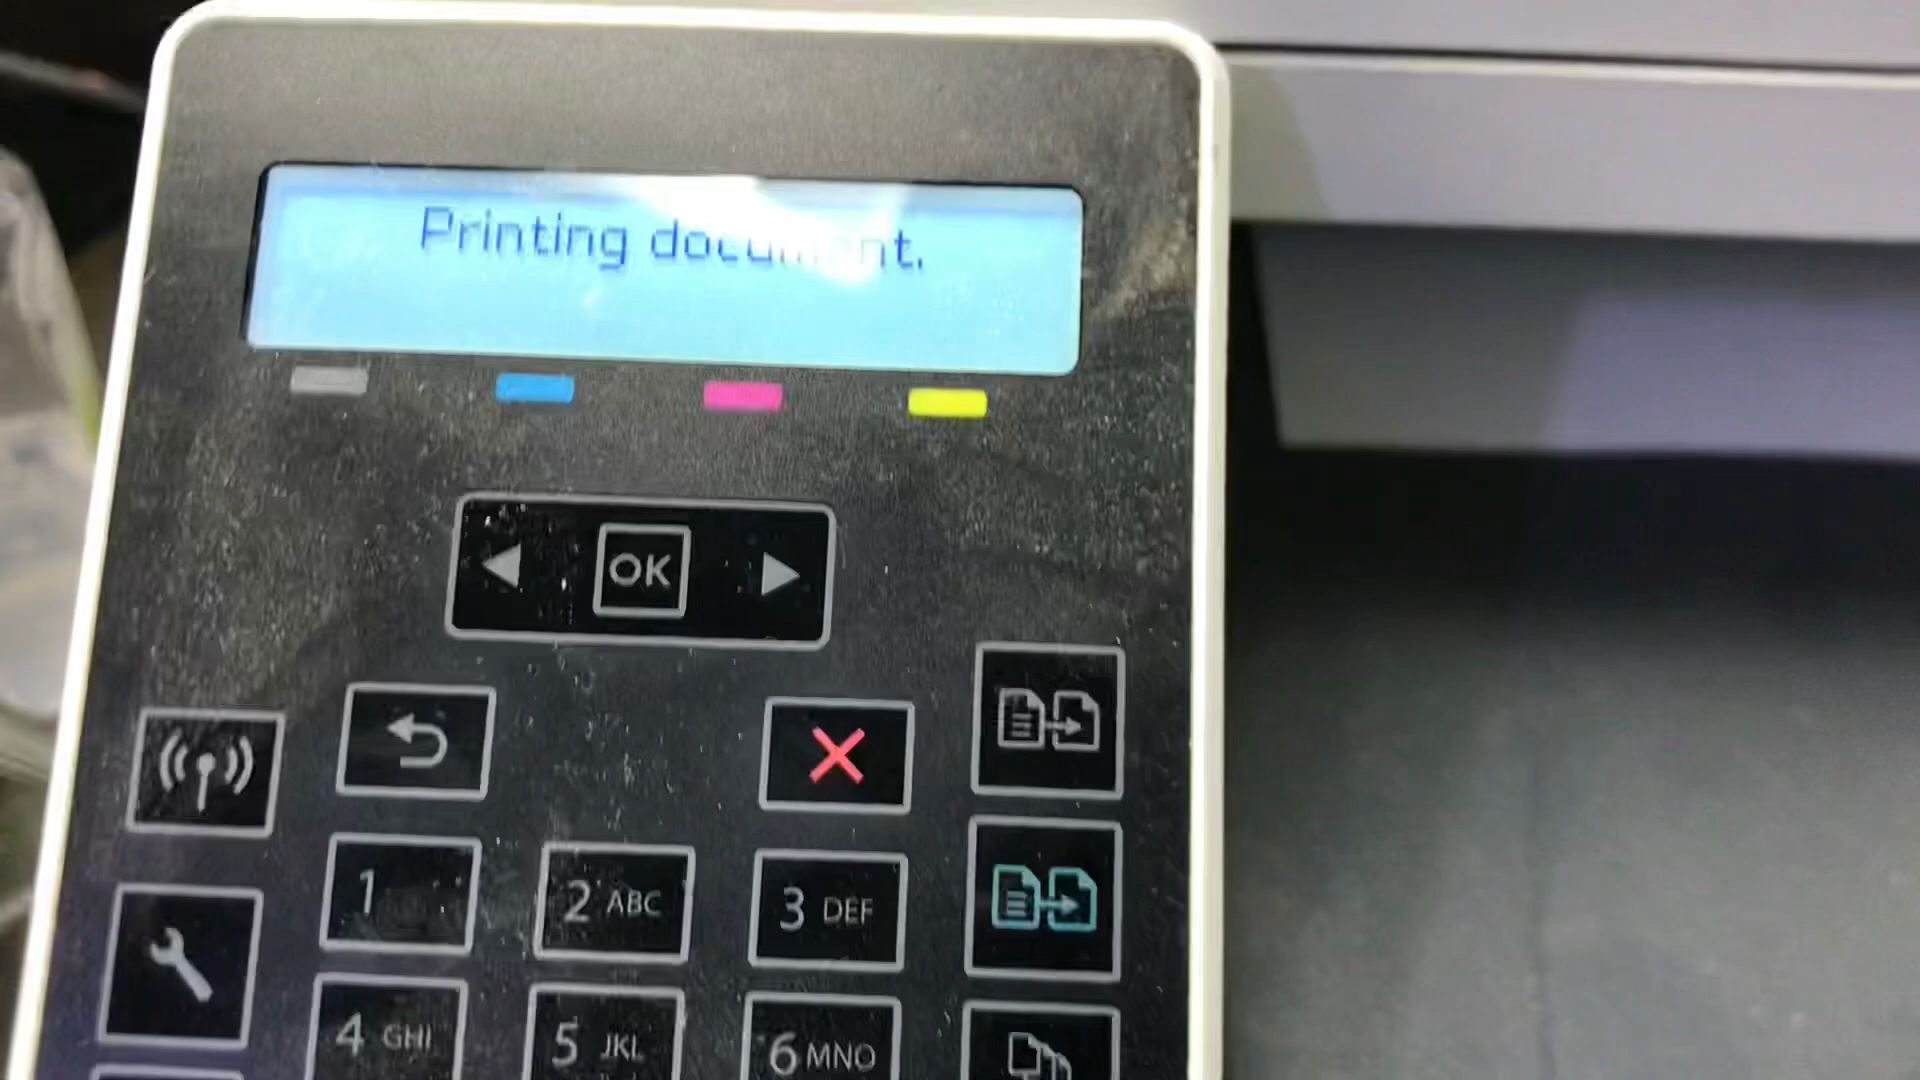 Printing document.
OK
1
2 ABC
3 DEF
4 GHI
5 JKL
6 MNO